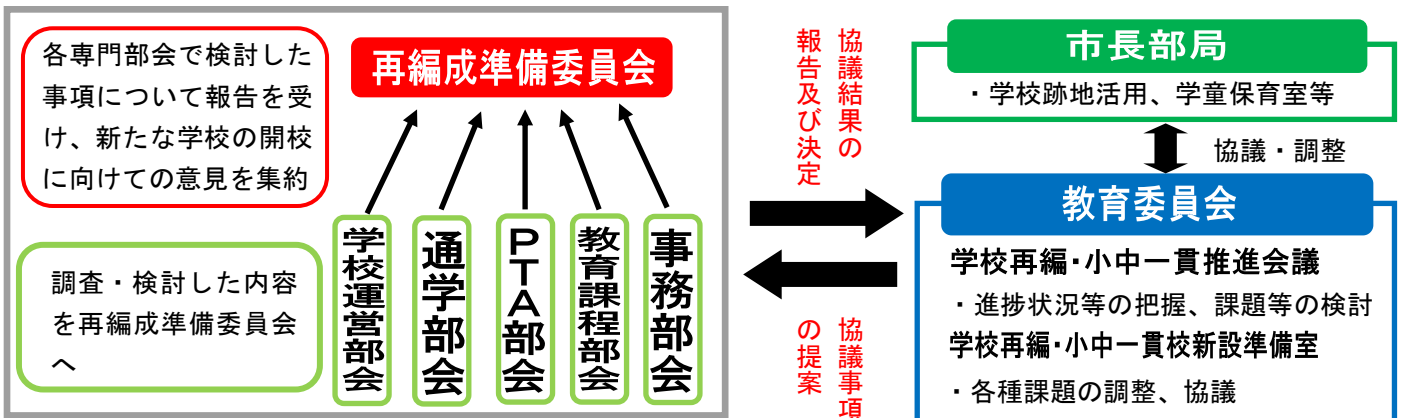 各専門部会で検討した
事項について報告を受
け、新たな学校の開校
に向けての意見を集約
再編成準備委員会
調査・検討した内容
を再編成準備委員会
へ
学校運営部会
通学部会
PTA部会
教育課程部会
事務部会
協議結果の
報告及び決定
協議事項
の提案
市長部局
・学校跡地活用、学童保育室等
協議・調整
教育委員会
学校再編・小中一貫推進会議
・進捗状況等の把握、課題等の検討
学校再編・小中一貫校新設準備室
・各種課題の調整、協議